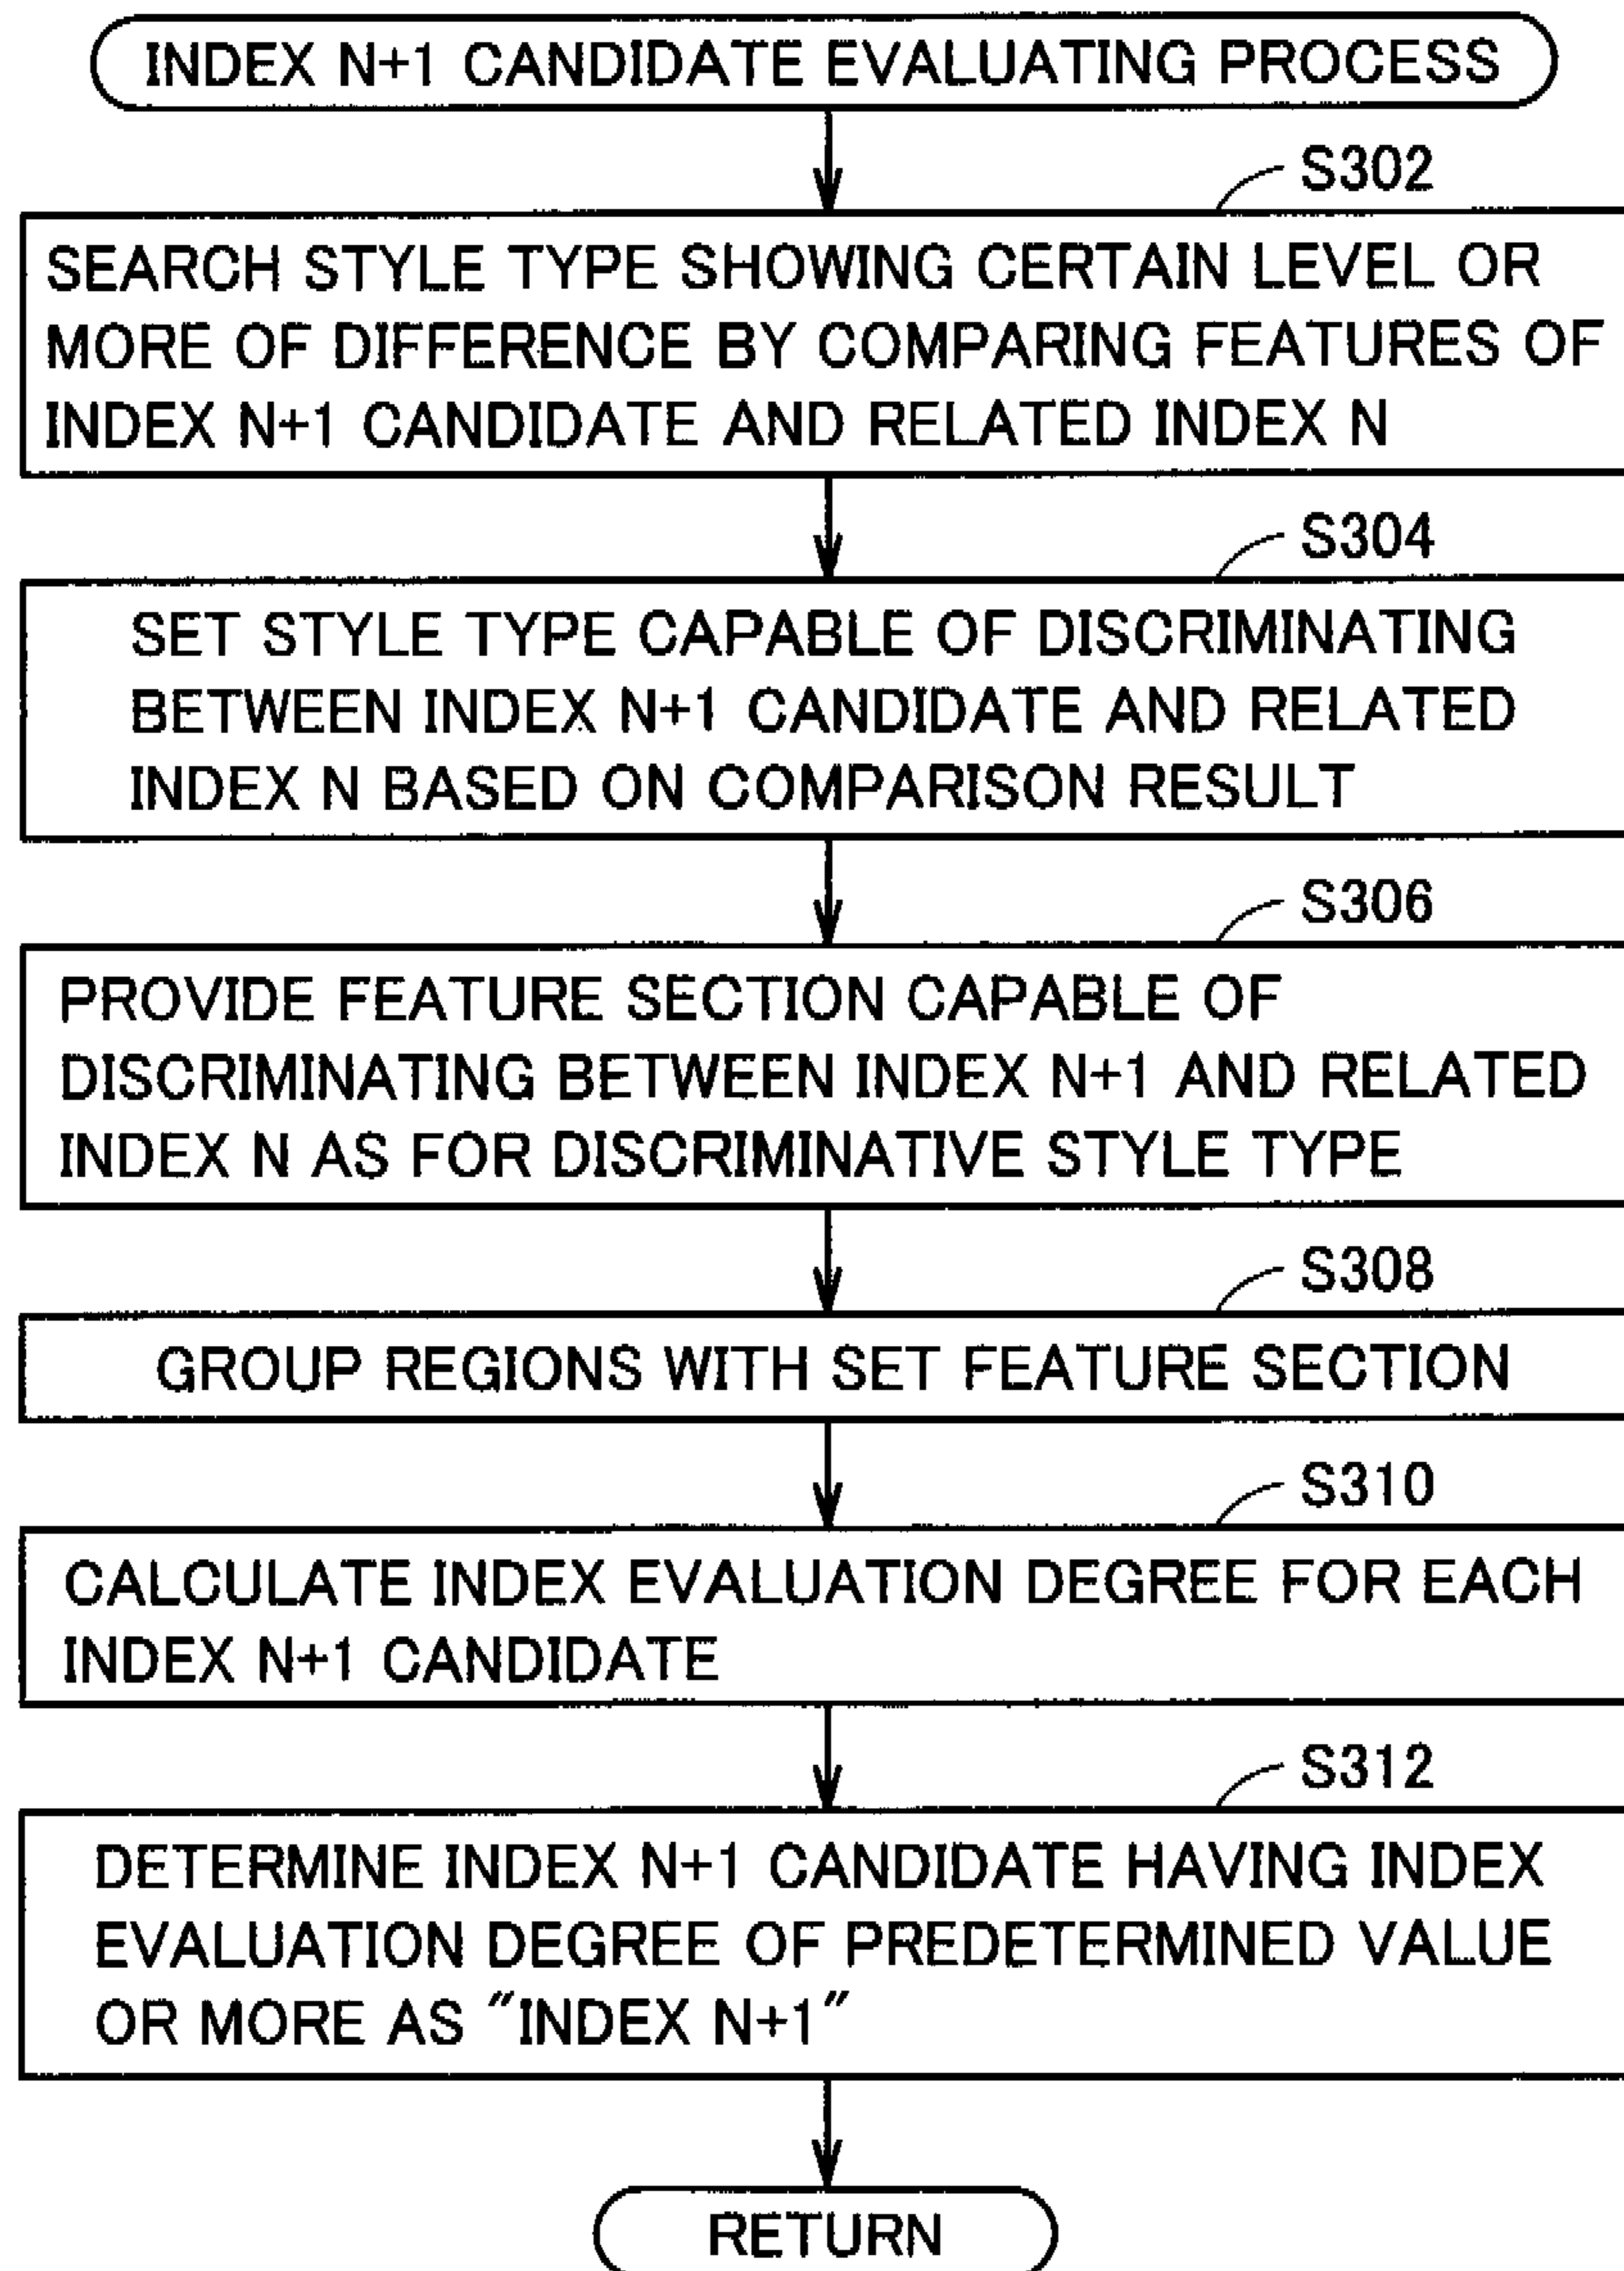 INDEX N+1 CANDIDATE EVALUATING PROCESS
S302
SEARCH STYLE TYPE SHOWING CERTAIN LEVEL OR
MORE OF DIFFERENCE BY COMPARING FEATURES OF
INDEX N+1 CANDIDATE AND RELATED INDEX N
S304
SET STYLE TYPE CAPABLE OF DISCRIMINATING
BETWEEN INDEX N+1 CANDIDATE AND RELATED
INDEX N BASED ON COMPARISON RESULT
S306
PROVIDE FEATURE SECTION CAPABLE OF
DISCRIMINATING BETWEEN INDEX N+1 AND RELATED
INDEX N AS FOR DISCRIMINATIVE STYLE TYPE
S308
GROUP REGIONS WITH SET FEATURE SECTION
S310
CALCULATE INDEX EVALUATION DEGREE FOR EACH
INDEX N+1 CANDIDATE
S312
DETERMINE INDEX N+1 CANDIDATE HAVING INDEX
EVALUATION DEGREE OF PREDETERMINED VALUE
OR MORE AS "INDEX N+1"
RETURN